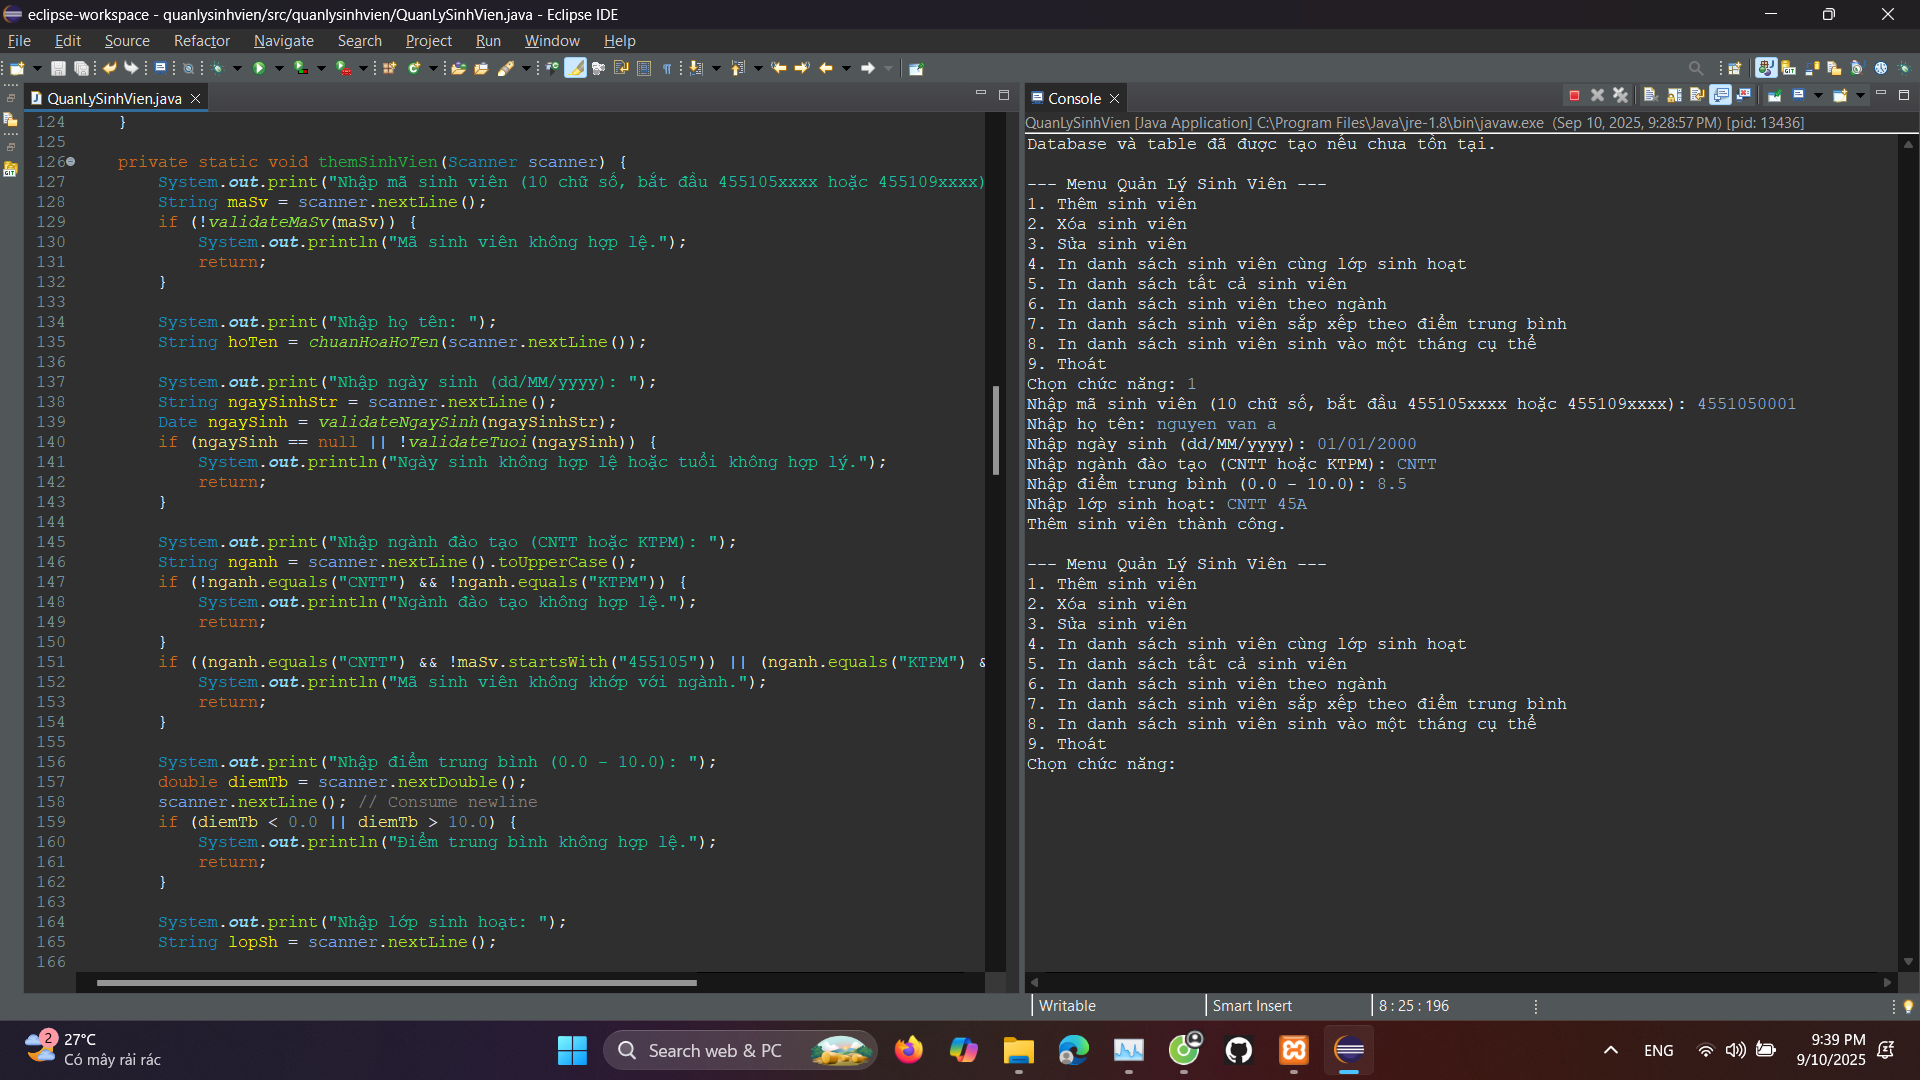 eclipse-workspace - quanlysinhvien/src/quanlysinhvien/QuanLySinhVien.java - Eclipse IDE
File Edit Source Refactor Navigate Search Project Run Window Help
QuanLySinhVien.java
124 }
125
126 private static void themSinhVien(Scanner scanner) {
127 System.out.print("Nhập mã sinh viên (10 chữ số, bắt đầu 455105xxxx hoặc 455109xxxx)
128 String maSv = scanner.nextLine();
129 if (!validateMaSv(maSv)) {
130 System.out.println("Mã sinh viên không hợp lệ.");
131 return;
132 }
133
134 System.out.print("Nhập họ tên: ");
135 String hoTen = chuanHoaHoTen(scanner.nextLine());
136
137 System.out.print("Nhập ngày sinh (dd/MM/yyyy): ");
138 String ngaySinhStr = scanner.nextLine();
139 Date ngaySinh = validateNgaySinh(ngaySinhStr);
140 if (ngaySinh == null || !validateTuoi(ngaySinh)) {
141 System.out.println("Ngày sinh không hợp lệ hoặc tuổi không hợp lý.");
142 return;
143 }
144
145 System.out.print("Nhập ngành đào tạo (CNTT hoặc KTPM): ");
146 String nganh = scanner.nextLine().toUpperCase();
147 if (!nganh.equals("CNTT") && !nganh.equals("KTPM")) {
148 System.out.println("Ngành đào tạo không hợp lệ.");
149 return;
150 }
151 if ((nganh.equals("CNTT") && !maSv.startsWith("455105")) || (nganh.equals("KTPM") &
152 System.out.println("Mã sinh viên không khớp với ngành.");
153 return;
154 }
155
156 System.out.print("Nhập điểm trung bình (0.0 - 10.0): ");
157 double diemTb = scanner.nextDouble();
158 scanner.nextLine(); // Consume newline
159 if (diemTb < 0.0 || diemTb > 10.0) {
160 System.out.println("Điểm trung bình không hợp lệ.");
161 return;
162 }
163
164 System.out.print("Nhập lớp sinh hoạt: ");
165 String lopSh = scanner.nextLine();
166
Console
QuanLySinhVien [Java Application] C:\Program Files\Java\jre-1.8\bin\javaw.exe (Sep 10, 2025, 9:28:57 PM) [pid: 13436]
Database và table đã được tạo nếu chưa tồn tại.

--- Menu Quản Lý Sinh Viên ---
1. Thêm sinh viên
2. Xóa sinh viên
3. Sửa sinh viên
4. In danh sách sinh viên cùng lớp sinh hoạt
5. In danh sách tất cả sinh viên
6. In danh sách sinh viên theo ngành
7. In danh sách sinh viên sắp xếp theo điểm trung bình
8. In danh sách sinh viên sinh vào một tháng cụ thể
9. Thoát
Chọn chức năng: 1
Nhập mã sinh viên (10 chữ số, bắt đầu 455105xxxx hoặc 455109xxxx): 4551050001
Nhập họ tên: nguyen van a
Nhập ngày sinh (dd/MM/yyyy): 01/01/2000
Nhập ngành đào tạo (CNTT hoặc KTPM): CNTT
Nhập điểm trung bình (0.0 - 10.0): 8.5
Nhập lớp sinh hoạt: CNTT 45A
Thêm sinh viên thành công.

--- Menu Quản Lý Sinh Viên ---
1. Thêm sinh viên
2. Xóa sinh viên
3. Sửa sinh viên
4. In danh sách sinh viên cùng lớp sinh hoạt
5. In danh sách tất cả sinh viên
6. In danh sách sinh viên theo ngành
7. In danh sách sinh viên sắp xếp theo điểm trung bình
8. In danh sách sinh viên sinh vào một tháng cụ thể
9. Thoát
Chọn chức năng:
Writable Smart Insert 8 : 25 : 196
2
27°C
Có mây rải rác
Search web & PC
ENG
9:39 PM
9/10/2025